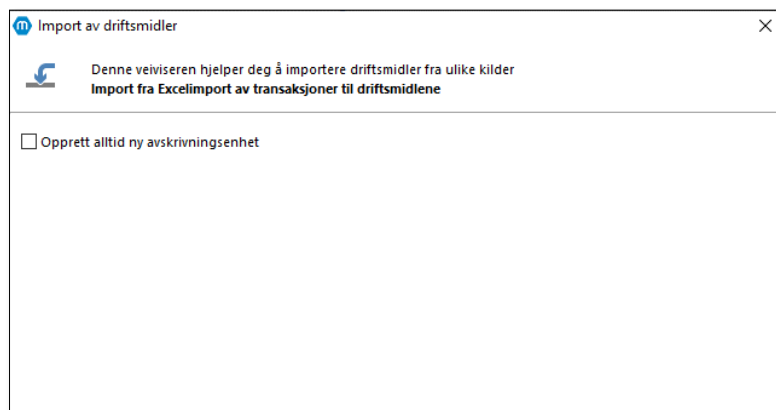 Import av driftsmidler
Denne veiviseren hjelper deg å importere driftsmidler fra ulike kilder
Import fra Excelimport av transaksjoner til driftsmidlene
Opprett alltid ny avskrivningsenhet